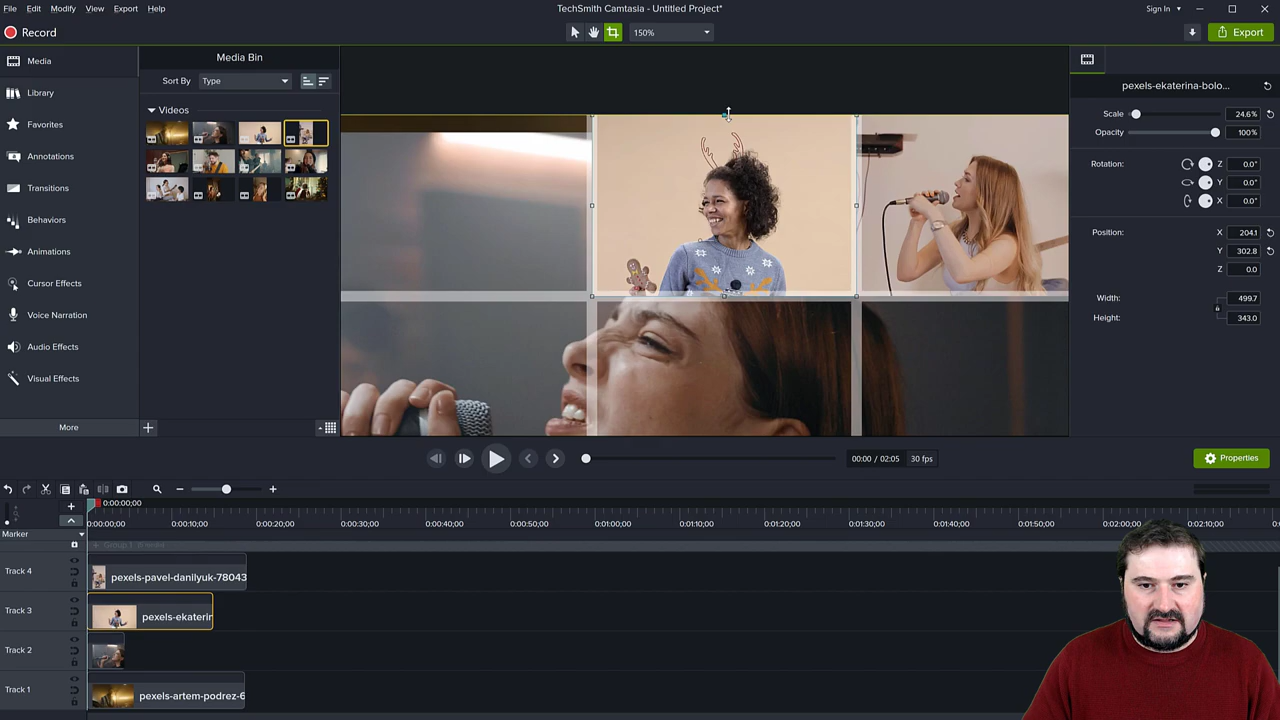 File Edit Modify View Export Help
TechSmith Camtasia - Untitled Project*
Sign In
Record
150%
Export
Media
Library
Favorites
Annotations
Transitions
Behaviors
Animations
Cursor Effects
Voice Narration
Audio Effects
Visual Effects
More
Media Bin
Sort By Type
Videos
pexels-ekaterina-bolo...
Scale 24.6%
Opacity 100%
Rotation: Z 0.0°
Y 0.0°
X 0.0°
Position: X 204.1
Y 302.8
Z 0.0
Width: 499.7
Height: 343.0
00:00 / 02:05 30 fps
Properties
0:00:00;00
0:00:00;00 0:00:10;00 0:00:20;00 0:00:30;00 0:00:40;00 0:00:50;00 0:01:00;00 0:01:10;00 0:01:20;00 0:01:30;00 0:01:40;00 0:01:50;00 0:02:00;00 0:02:10;00
Marker
Track 4 pexels-pavel-danilyuk-78043
Track 3 pexels-ekaterin
Track 2
Track 1 pexels-artem-podrez-6